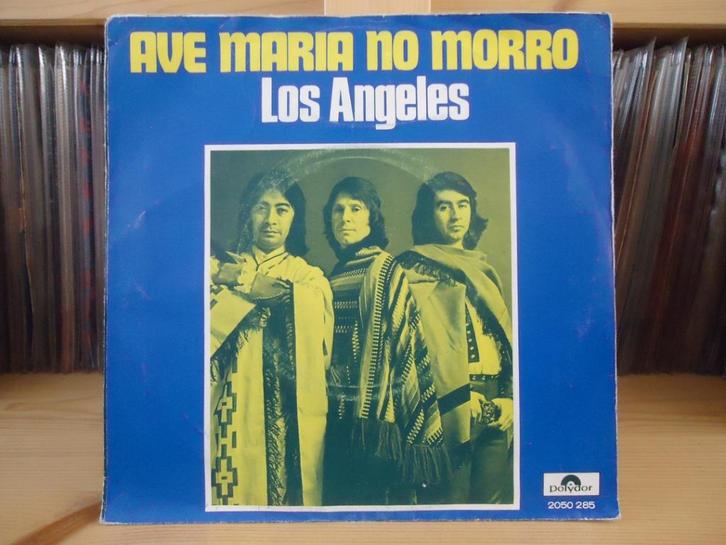 AVE MARIA NO MORRO
LOS ANGELES
Polydor
2050 285